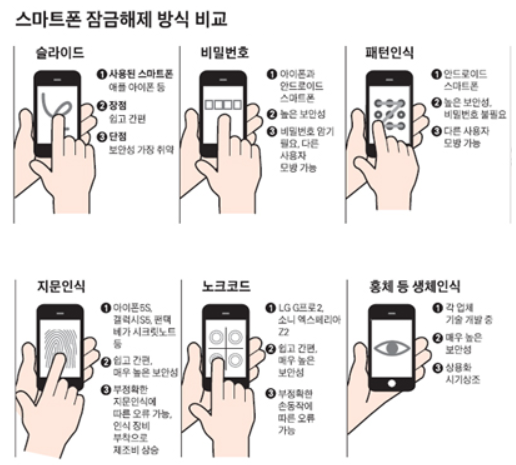 스마트폰 잠금해제 방식 비교
슬라이드
❶ 사용된 스마트폰
애플 아이폰 등
❷ 장점
쉽고 간편
❸ 단점
보안성 가장 취약
비밀번호
❶ 아이폰과
안드로이드
스마트폰
❷ 높은 보안성
❸ 비밀번호 암기
필요, 다른
사용자
모방 가능
패턴인식
❶ 안드로이드
스마트폰
❷ 높은 보안성,
비밀번호 불필요
❸ 다른 사용자
모방 가능
지문인식
❶ 아이폰5S,
갤럭시S5, 팬택
베가 시크릿노트
등
❷ 쉽고 간편,
매우 높은 보안성
❸ 부정확한
지문인식에
따른 오류 가능,
인식 장비
부착으로
제조비 상승
노크코드
❶ LG G프로2,
소니 엑스페리아
Z2
❷ 쉽고 간편,
매우 높은
보안성
❸ 부정확한
손동작에
따른 오류
가능
홍체 등 생체인식
❶ 각 업체
기술 개발 중
❷ 매우 높은
보안성
❸ 상용화
시기상조